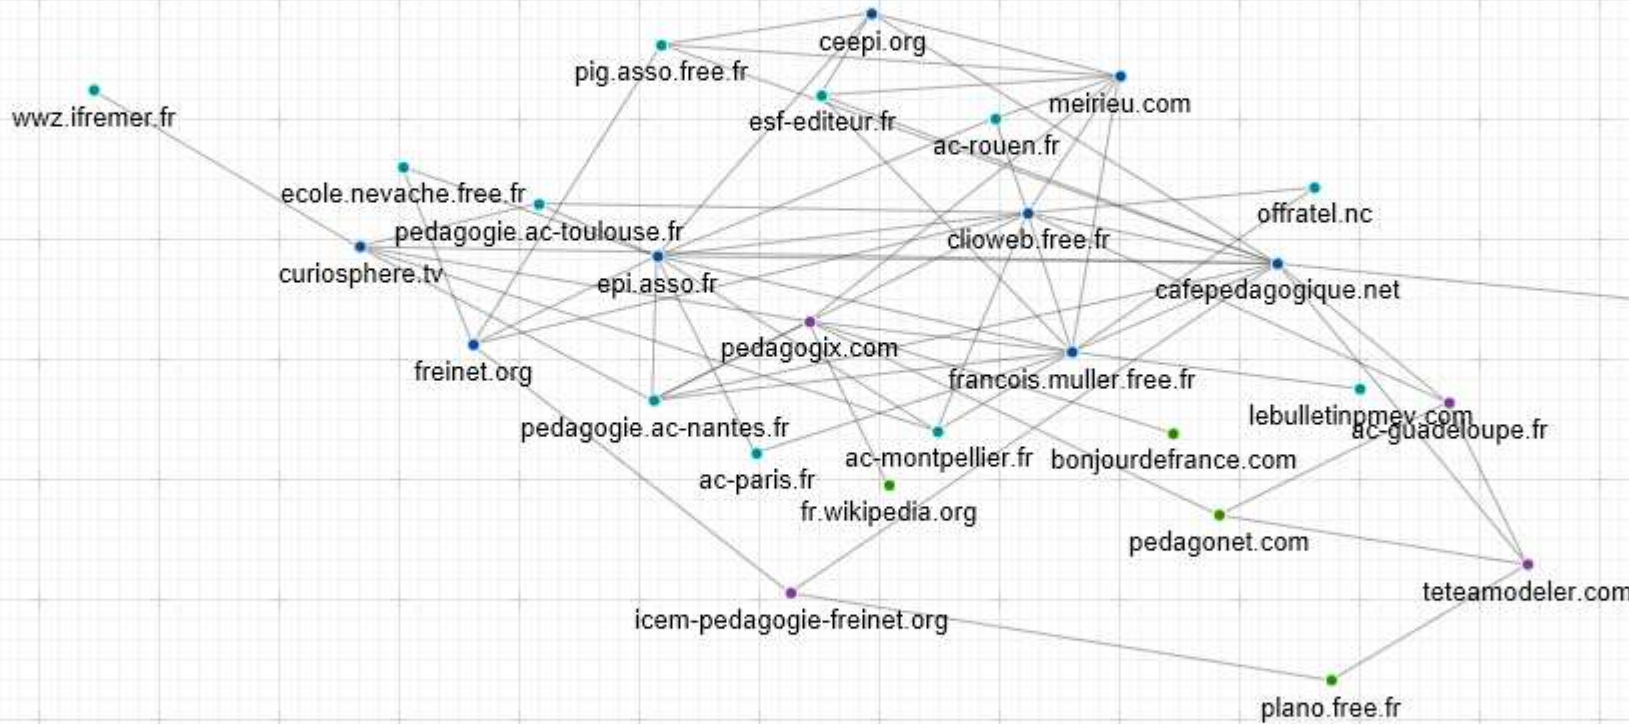 ceepi.org
pig.asso.free.fr
meirieu.com
wwz.ifremer.fr
esf-editeur.fr
ac-rouen.fr
ecole.nevache.free.fr
offratel.nc
pedagogie.ac-toulouse.fr
clioweb.free.fr
curiosphere.tv
epi.asso.fr
cafepedagogique.net
pedagogix.com
freinet.org
francois.muller.free.fr
lebulletinpmev.com
pedagogie.ac-nantes.fr
ac-guadeloupe.fr
ac-montpellier.fr
bonjourdefrance.com
ac-paris.fr
fr.wikipedia.org
pedagonet.com
teteamodeler.com
icem-pedagogie-freinet.org
plano.free.fr